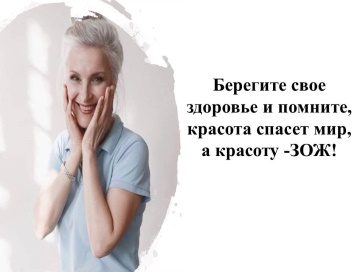 Берегите свое
здоровье и помните,
красота спасет мир,
а красоту -ЗОЖ!